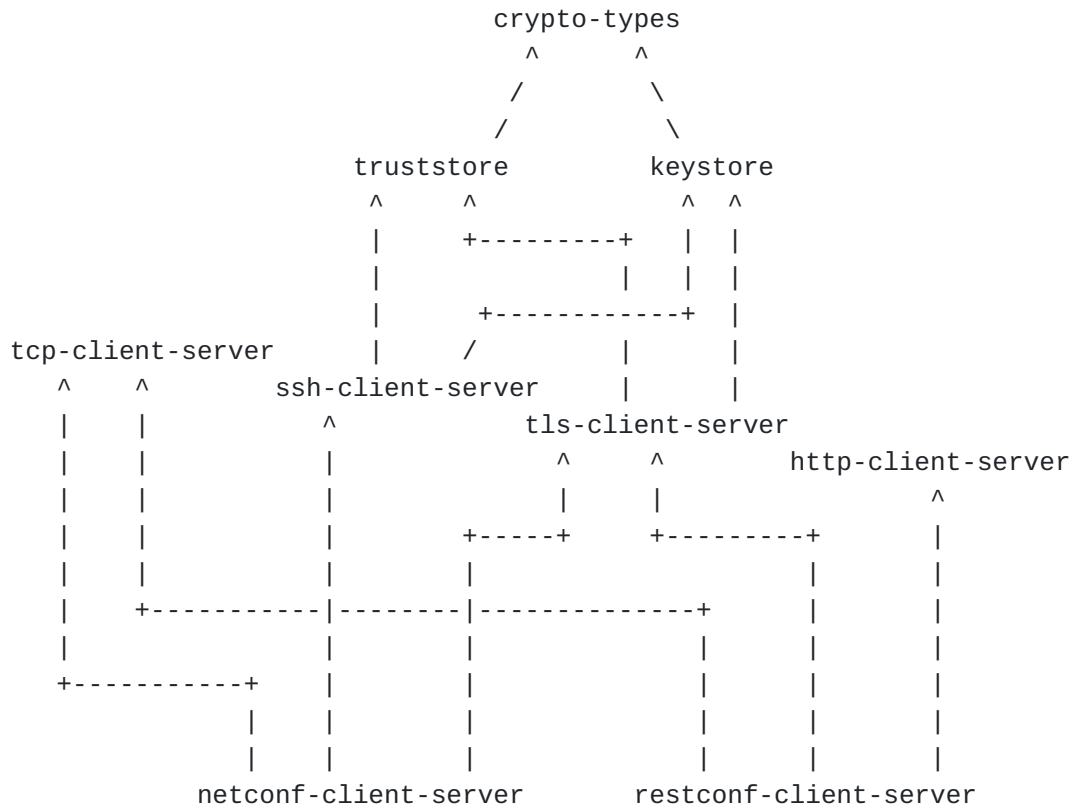 crypto-types
truststore keystore
tcp-client-server
ssh-client-server
tls-client-server
http-client-server
netconf-client-server restconf-client-server